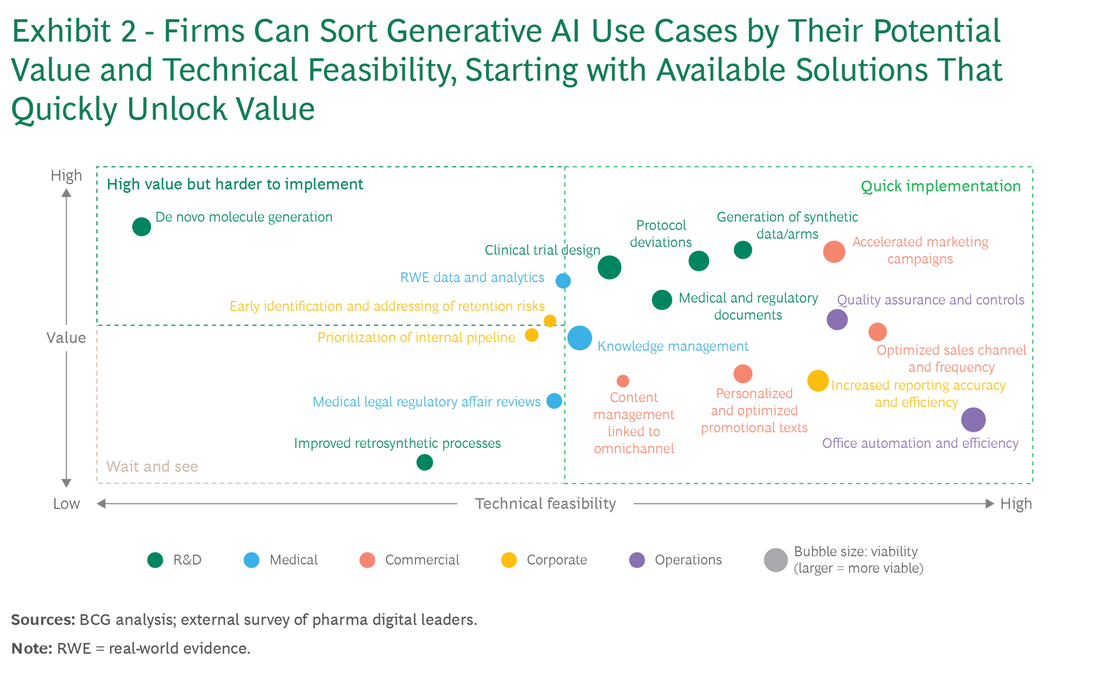 Exhibit 2 - Firms Can Sort Generative AI Use Cases by Their Potential
Value and Technical Feasibility, Starting with Available Solutions That
Quickly Unlock Value
High
High value but harder to implement
Quick implementation
De novo molecule generation
Generation of synthetic
data/arms
Protocol
deviations
Accelerated marketing
campaigns
Clinical trial design
RWE data and analytics
Early identification and addressing of retention risks
Medical and regulatory
documents
Quality assurance and controls
Value
Prioritization of internal pipeline
Knowledge management
Optimized sales channel
and frequency
Increased reporting accuracy
and efficiency
Medical legal regulatory affair reviews
Content
management
linked to
omnichannel
Personalized
and optimized
promotional texts
Improved retrosynthetic processes
Office automation and efficiency
Wait and see
Low
Technical feasibility
High
R&D
Medical
Commercial
Corporate
Operations
Bubble size: viability
(larger = more viable)
Sources: BCG analysis; external survey of pharma digital leaders.
Note: RWE = real-world evidence.